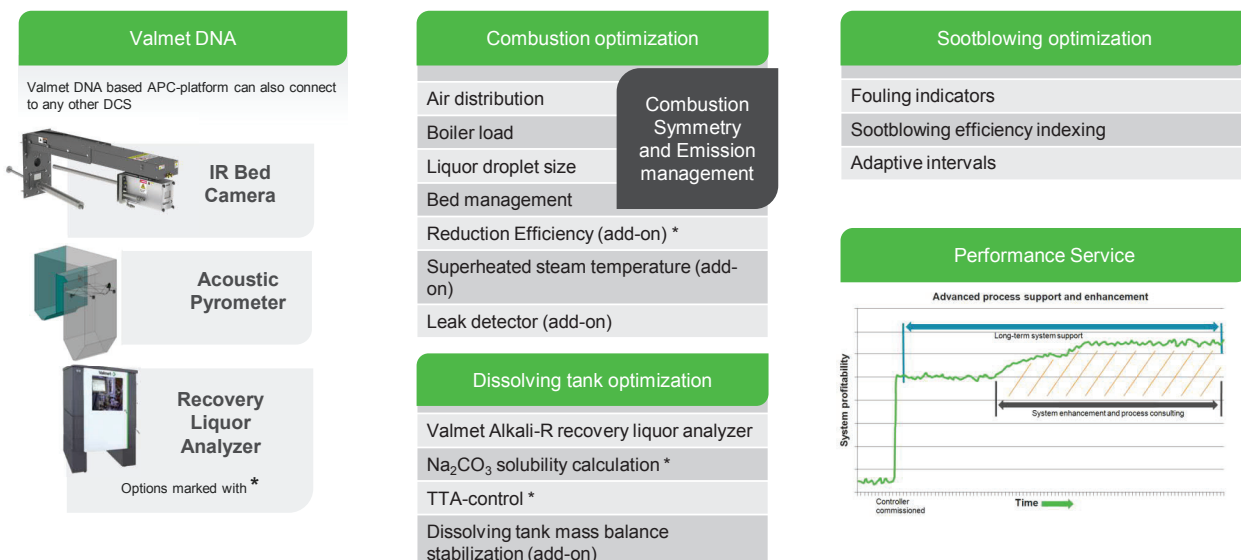 Valmet DNA
Valmet DNA based APC-platform can also connect
to any other DCS
IR Bed
Camera
Acoustic
Pyrometer
Valmet
Recovery
Liquor
Analyzer
Options marked with *
Combustion optimization
Air distribution
Boiler load
Liquor droplet size
Bed management
Reduction Efficiency (add-on) *
Superheated steam temperature (add-
on)
Leak detector (add-on)
Combustion
Symmetry
and Emission
management
Dissolving tank optimization
Valmet Alkali-R recovery liquor analyzer
Na₂CO₃ solubility calculation *
TTA-control *
Dissolving tank mass balance
stabilization (add-on)
Sootblowing optimization
Fouling indicators
Sootblowing efficiency indexing
Adaptive intervals
Performance Service
Advanced process support and enhancement
Long-term system support
System enhancement and process consulting
System profitability
Controller
commissioned
Time